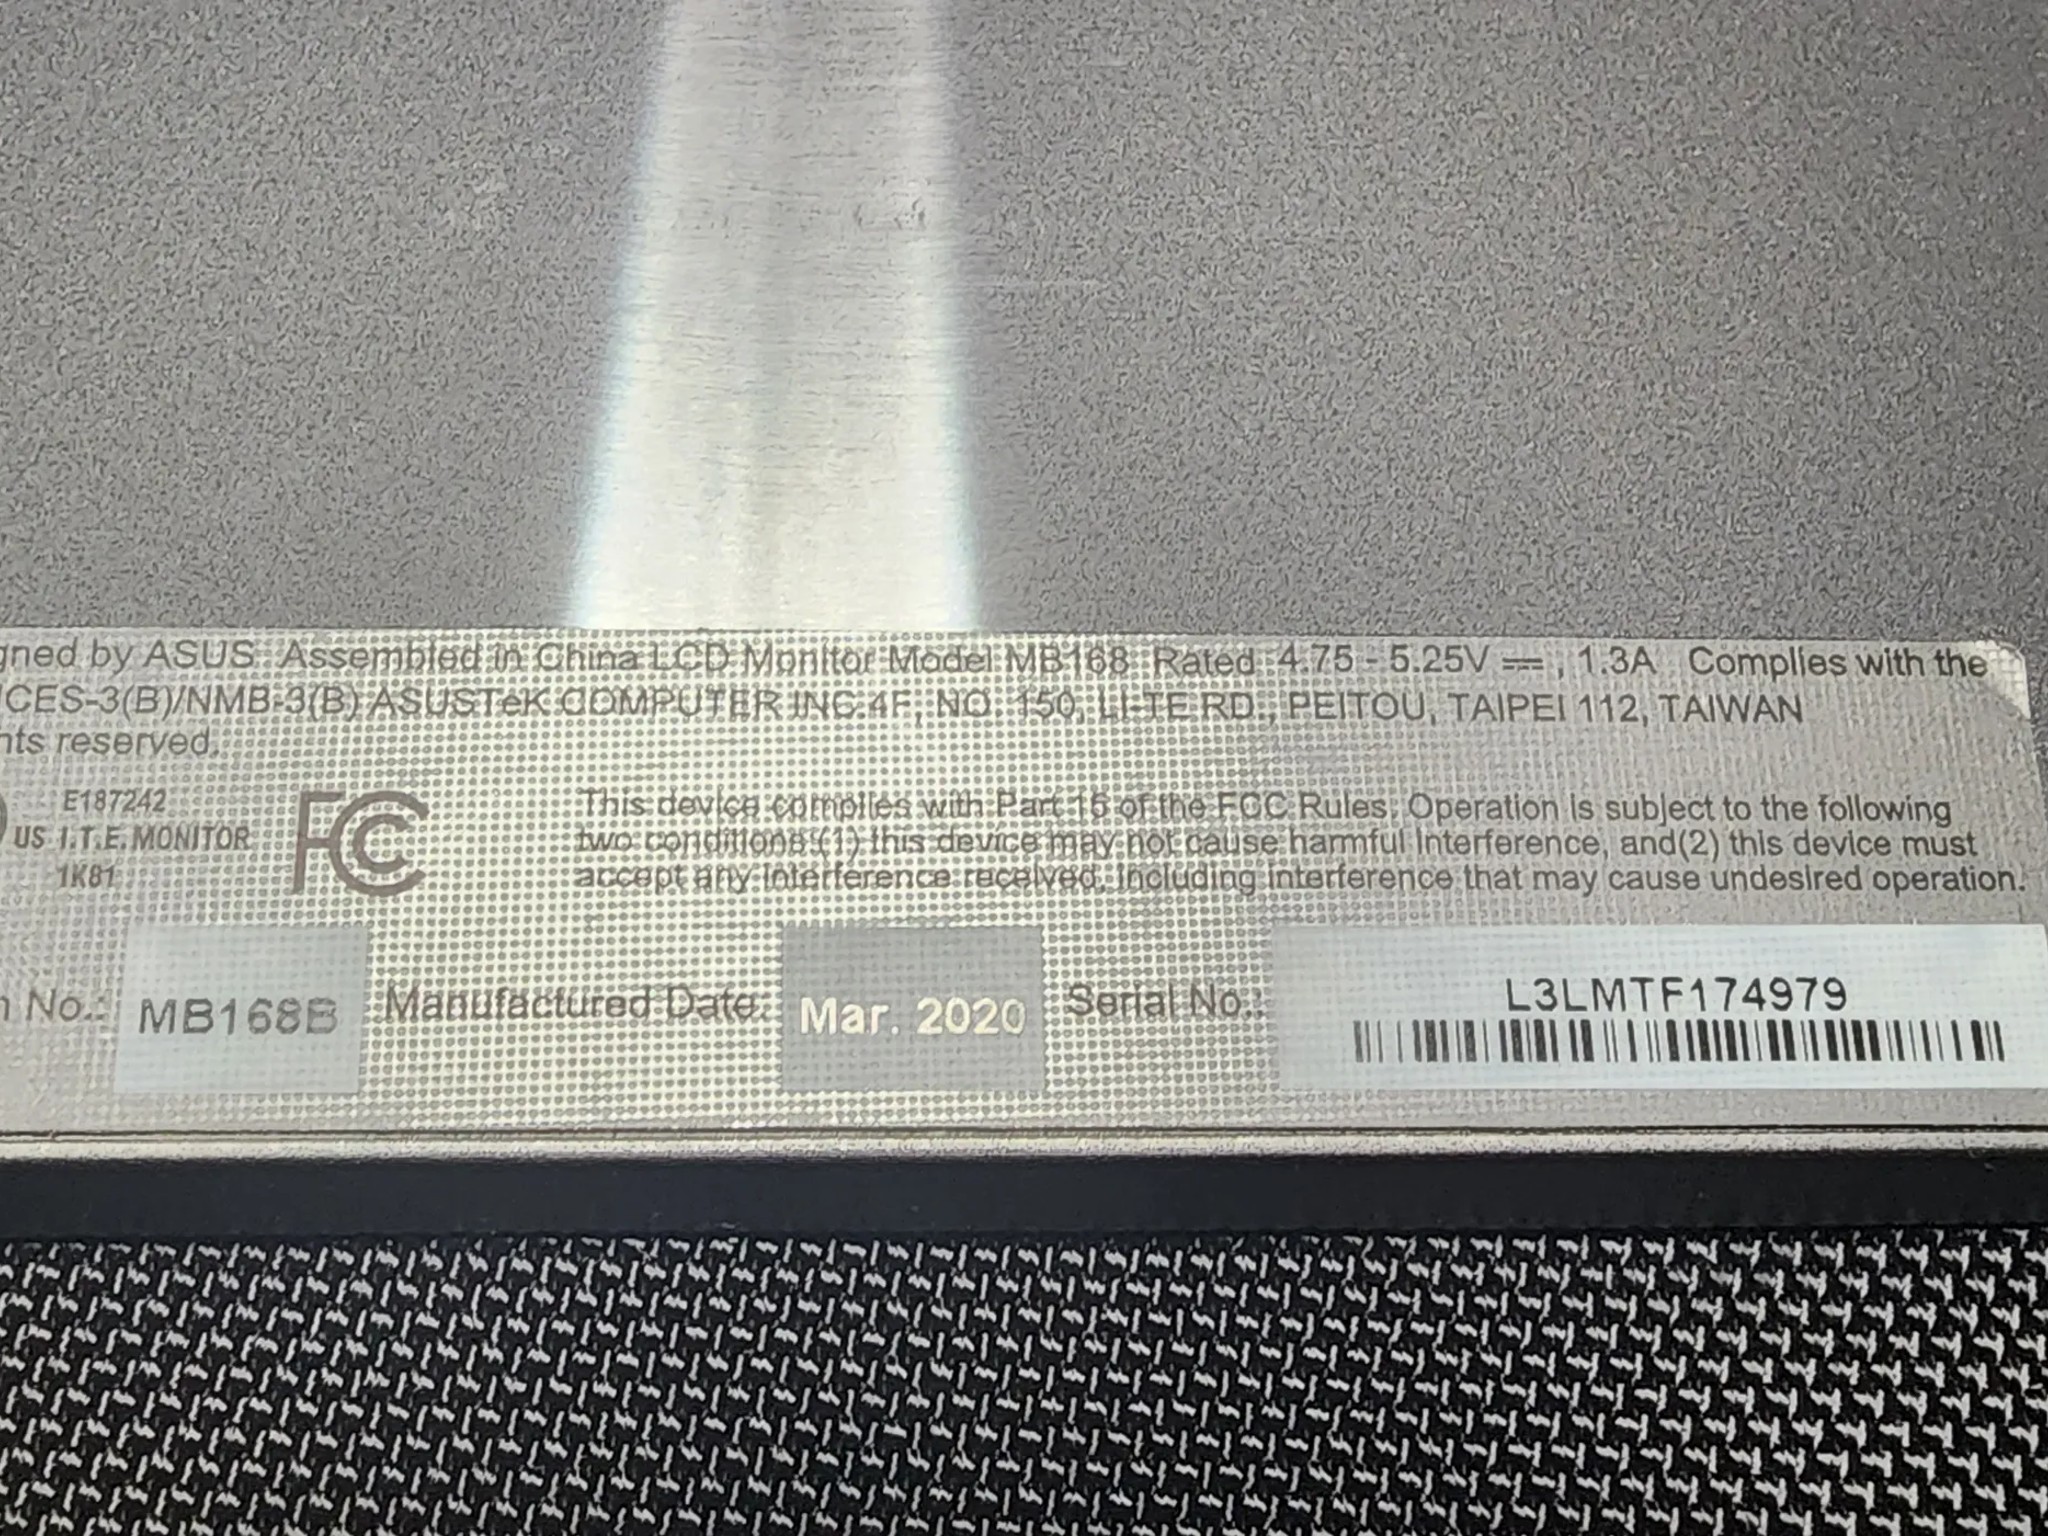 gned by ASUS Assembled in China LCD Monitor Model MB168 Rated 4.75 - 5.25V ⎓, 1.3A Complies with the
CES-3(B)/NMB-3(B) ASUSTeK COMPUTER INC.4F, NO. 150, LI-TE RD., PEITOU, TAIPEI 112, TAIWAN
hts reserved.
E187242
US I.T.E. MONITOR
1K81
FC
This device complies with Part 15 of the FCC Rules. Operation is subject to the following
two conditions:(1) this device may not cause harmful interference, and(2) this device must
accept any interference received, including interference that may cause undesired operation.
n No.: MB168B Manufactured Date: Mar. 2020 Serial No.: L3LMTF174979